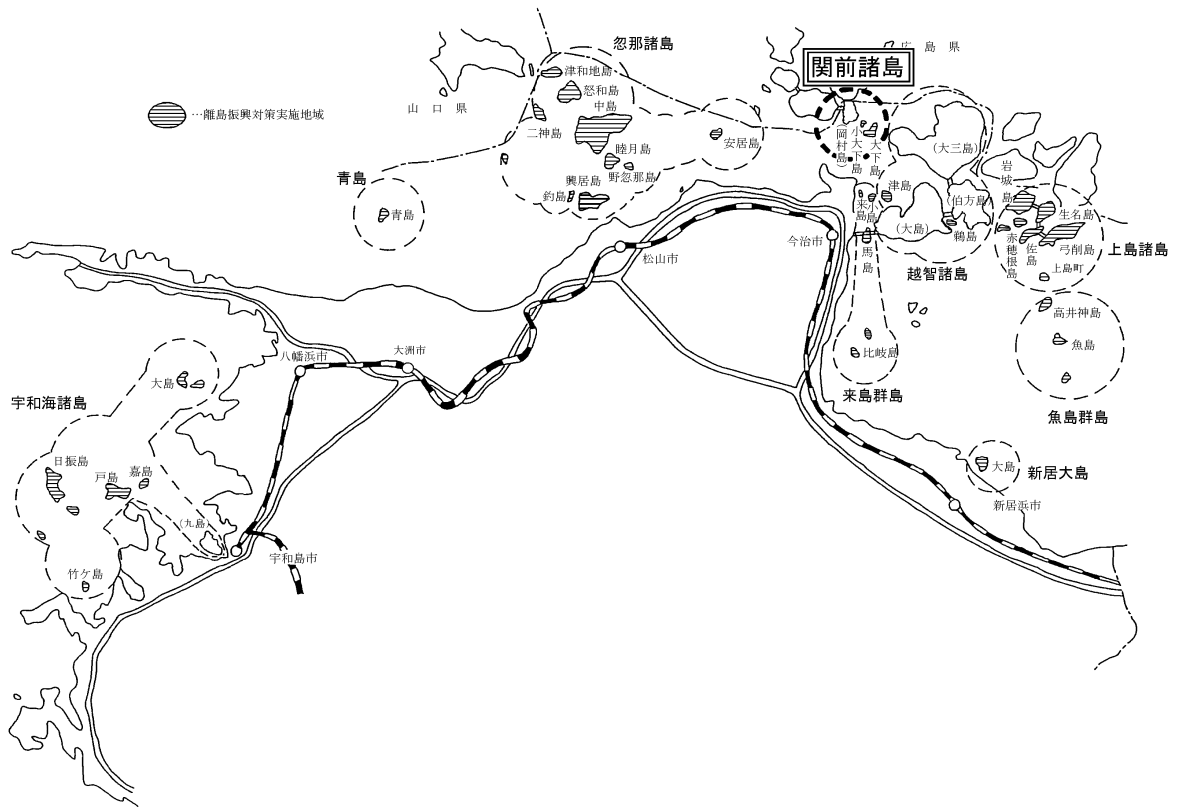 忽那諸島
広島県
関前諸島
津和地島
怒和島
中島
山口県
…離島振興対策実施地域
二神島
安居島
(岡村島)
小大下島
大下島
(大三島)
睦月島
野忽那島
岩城島
青島
興居島
釣島
津島
来島
小島
(伯方島)
生名島
青島
(大島)
鵜島
赤穂根島
佐島
弓削島
上島諸島
今治市
松山市
馬島
越智諸島
上島町
高井神島
魚島
八幡浜市
大洲市
比岐島
大島
来島群島
魚島群島
宇和海諸島
日振島
戸島
嘉島
大島
新居大島
新居浜市
(九島)
宇和島市
竹ケ島